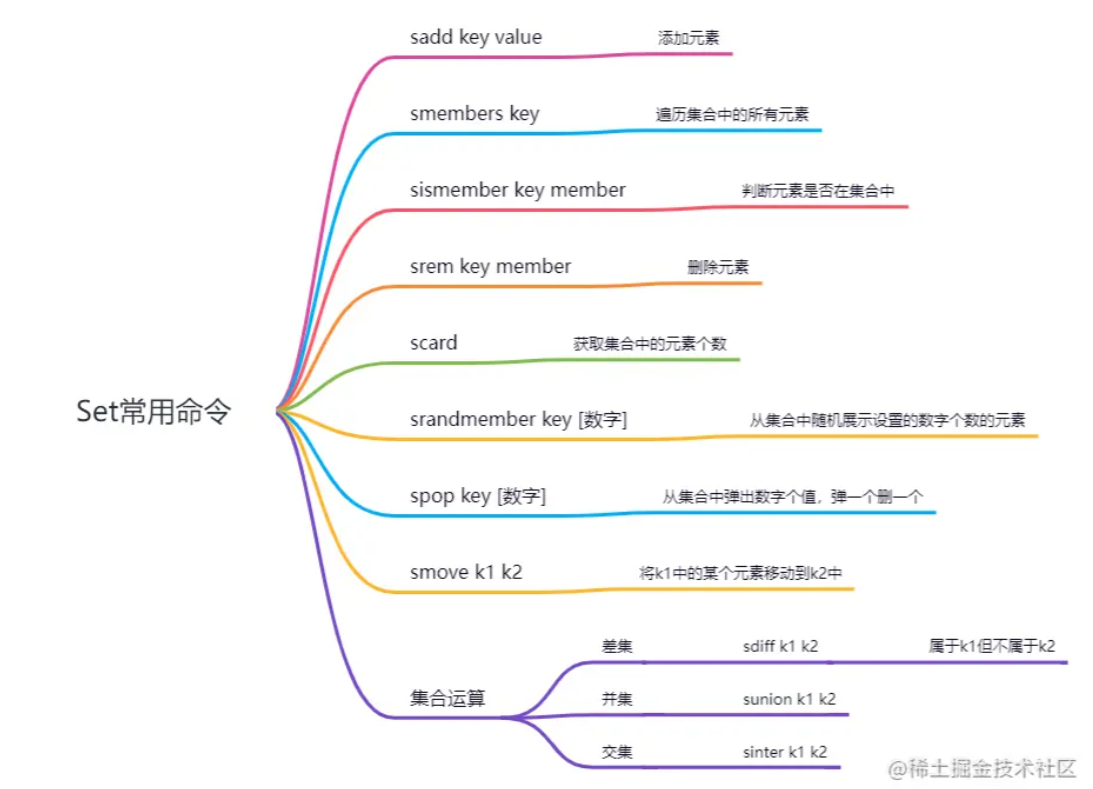 sadd key value 添加元素
smembers key 遍历集合中的所有元素
sismember key member 判断元素是否在集合中
srem key member 删除元素
scard 获取集合中的元素个数
Set常用命令
srandmember key [数字] 从集合中随机展示设置的数字个数的元素
spop key [数字] 从集合中弹出数字个值，弹一个删一个
smove k1 k2 将k1中的某个元素移动到k2中
集合运算
差集 sdiff k1 k2 属于k1但不属于k2
并集 sunion k1 k2
交集 sinter k1 k2
@稀土掘金技术社区